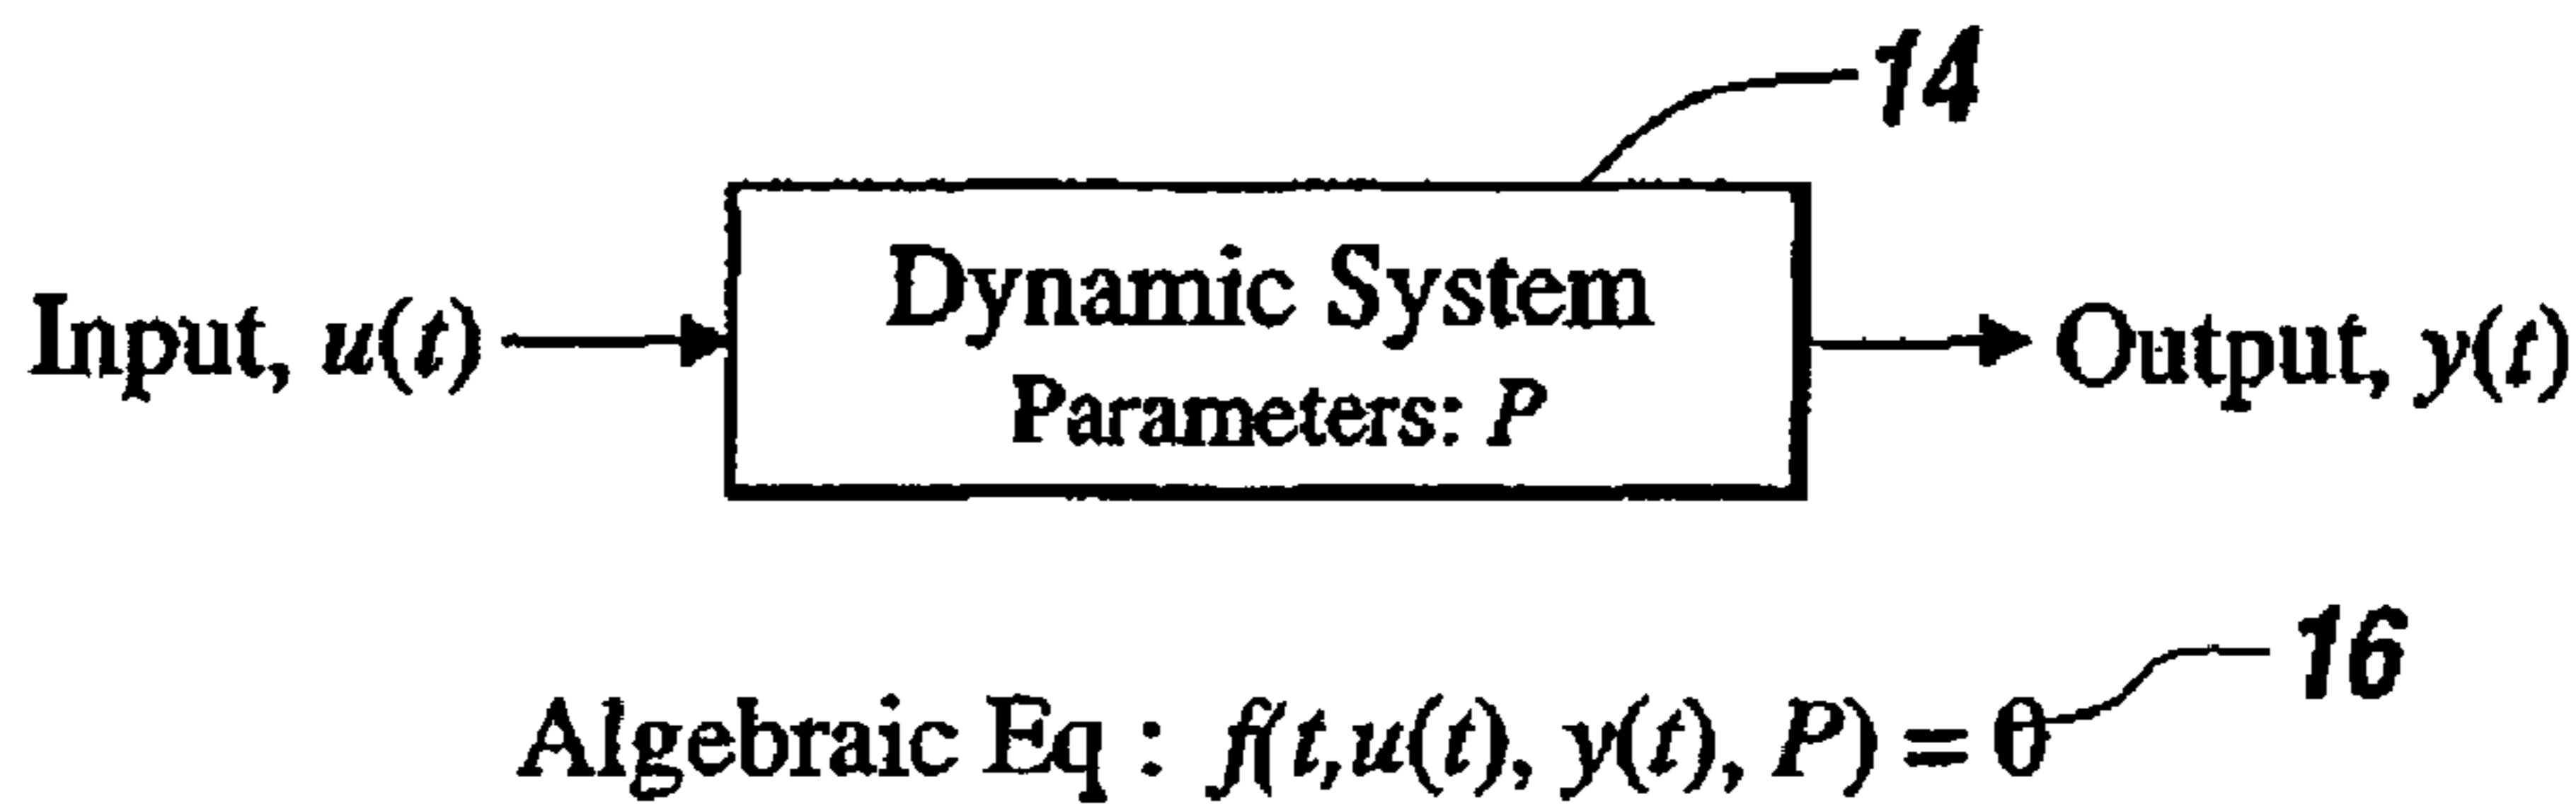 14
Dynamic System
Input, u(t)
Output, y(t)
Parameters: P
16
Algebraic Eq : f(t,u(t), y(t), P) = 0